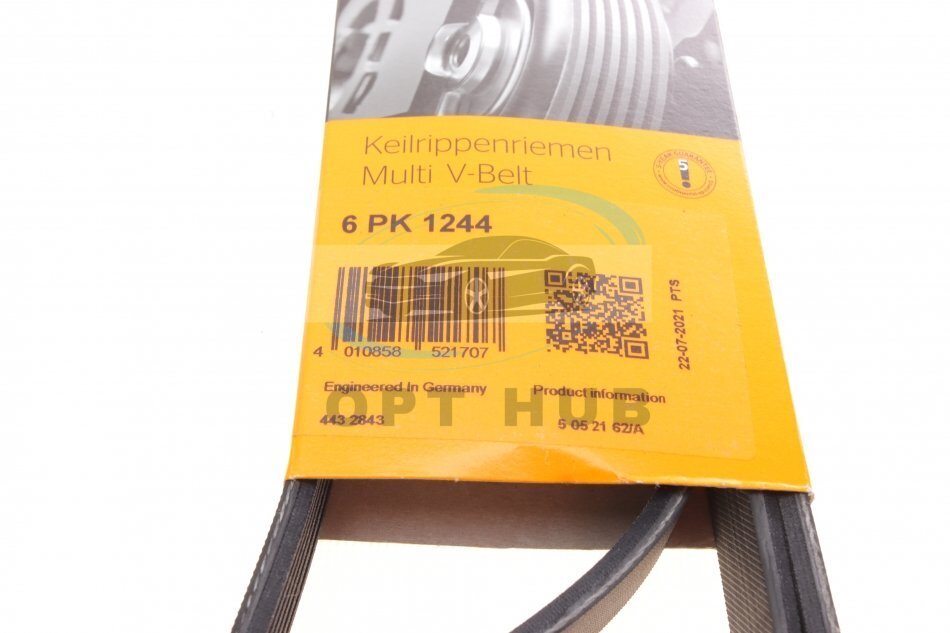 Keilrippenriemen
Multi V-Belt
5
6 PK 1244
4 010858 521707
22-07-2021 PTS
Engineered in Germany
Product information
OPT HUB
443 2843
5 05 21 62/A